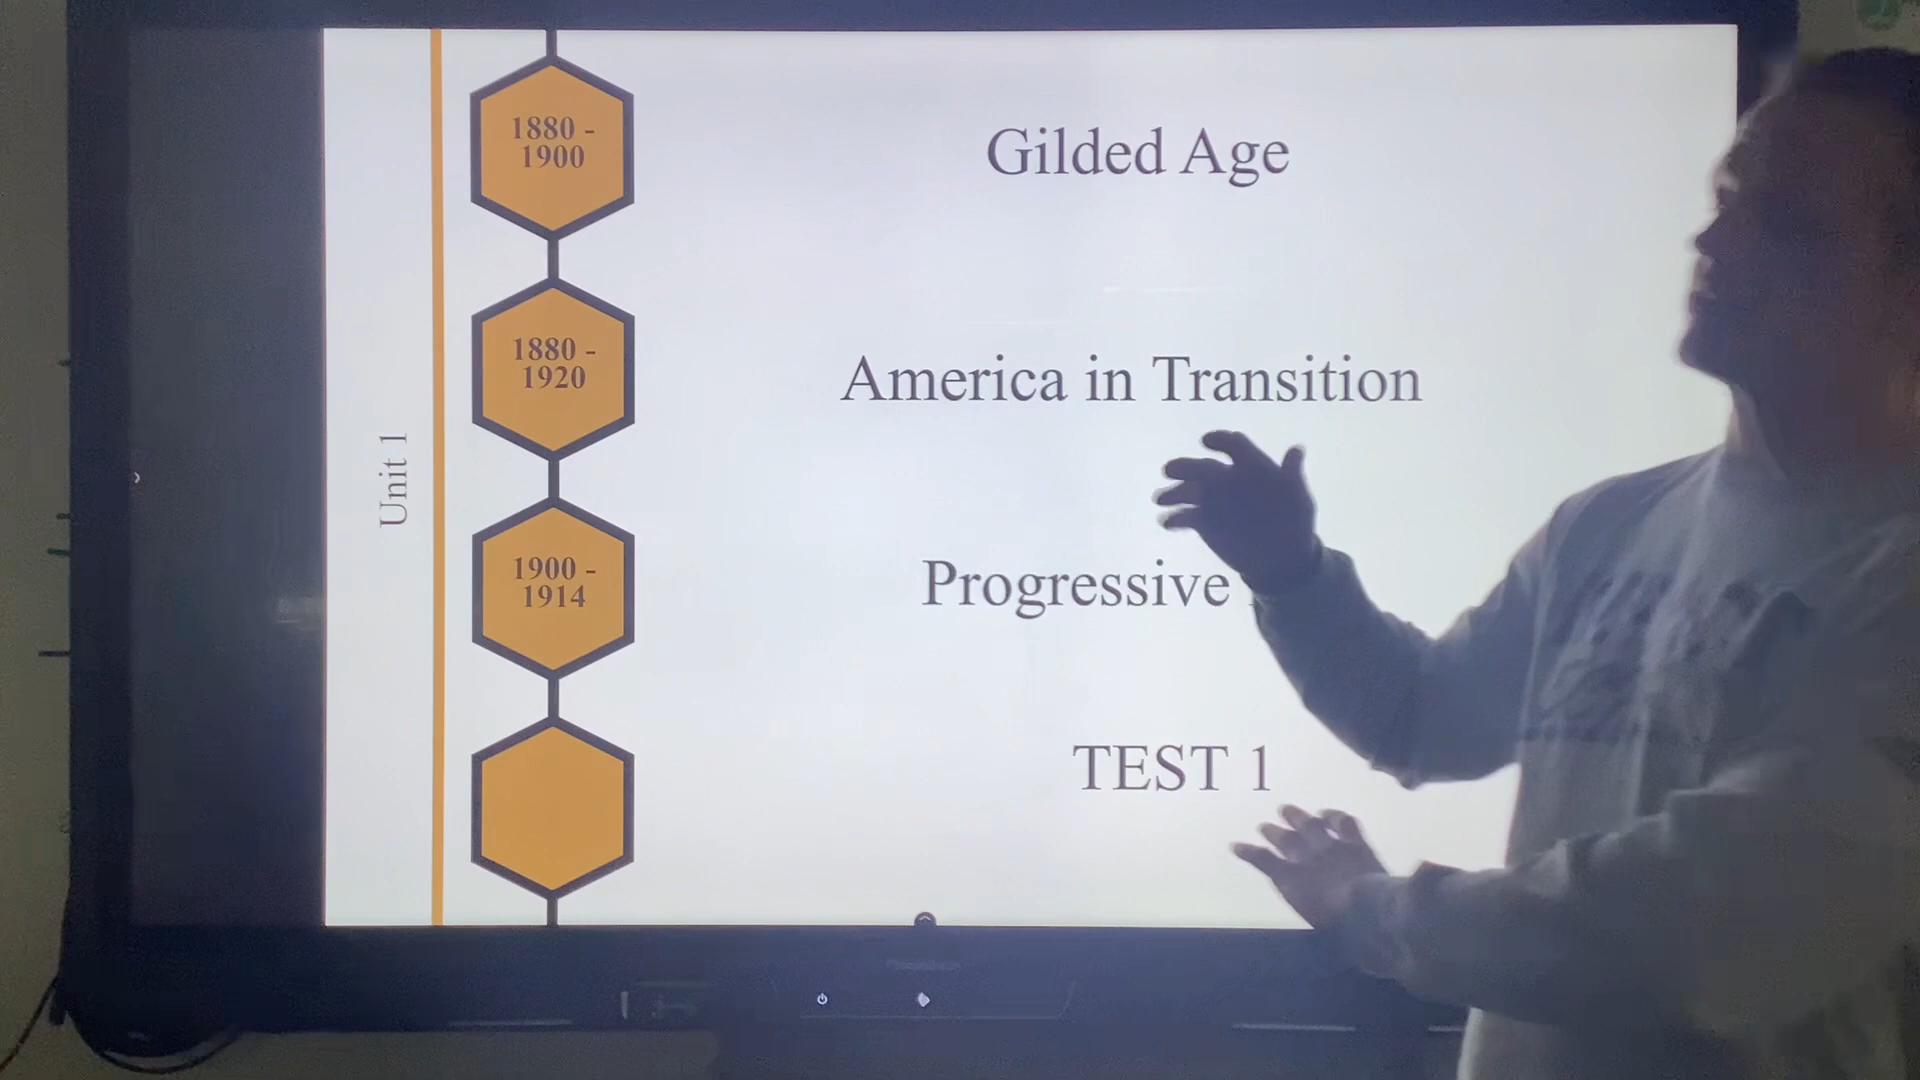 1880 -
1900
Gilded Age
1880 -
1920
America in Transition
Unit 1
1900 -
1914
Progressive
TEST 1